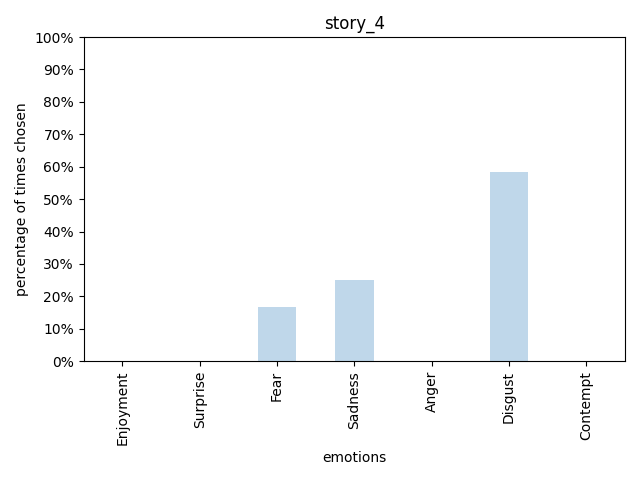 story_4
100%
90%
80%
70%
60%
50%
40%
30%
20%
10%
0%
percentage of times chosen
Enjoyment
Surprise
Fear
Sadness
Anger
Disgust
Contempt
emotions